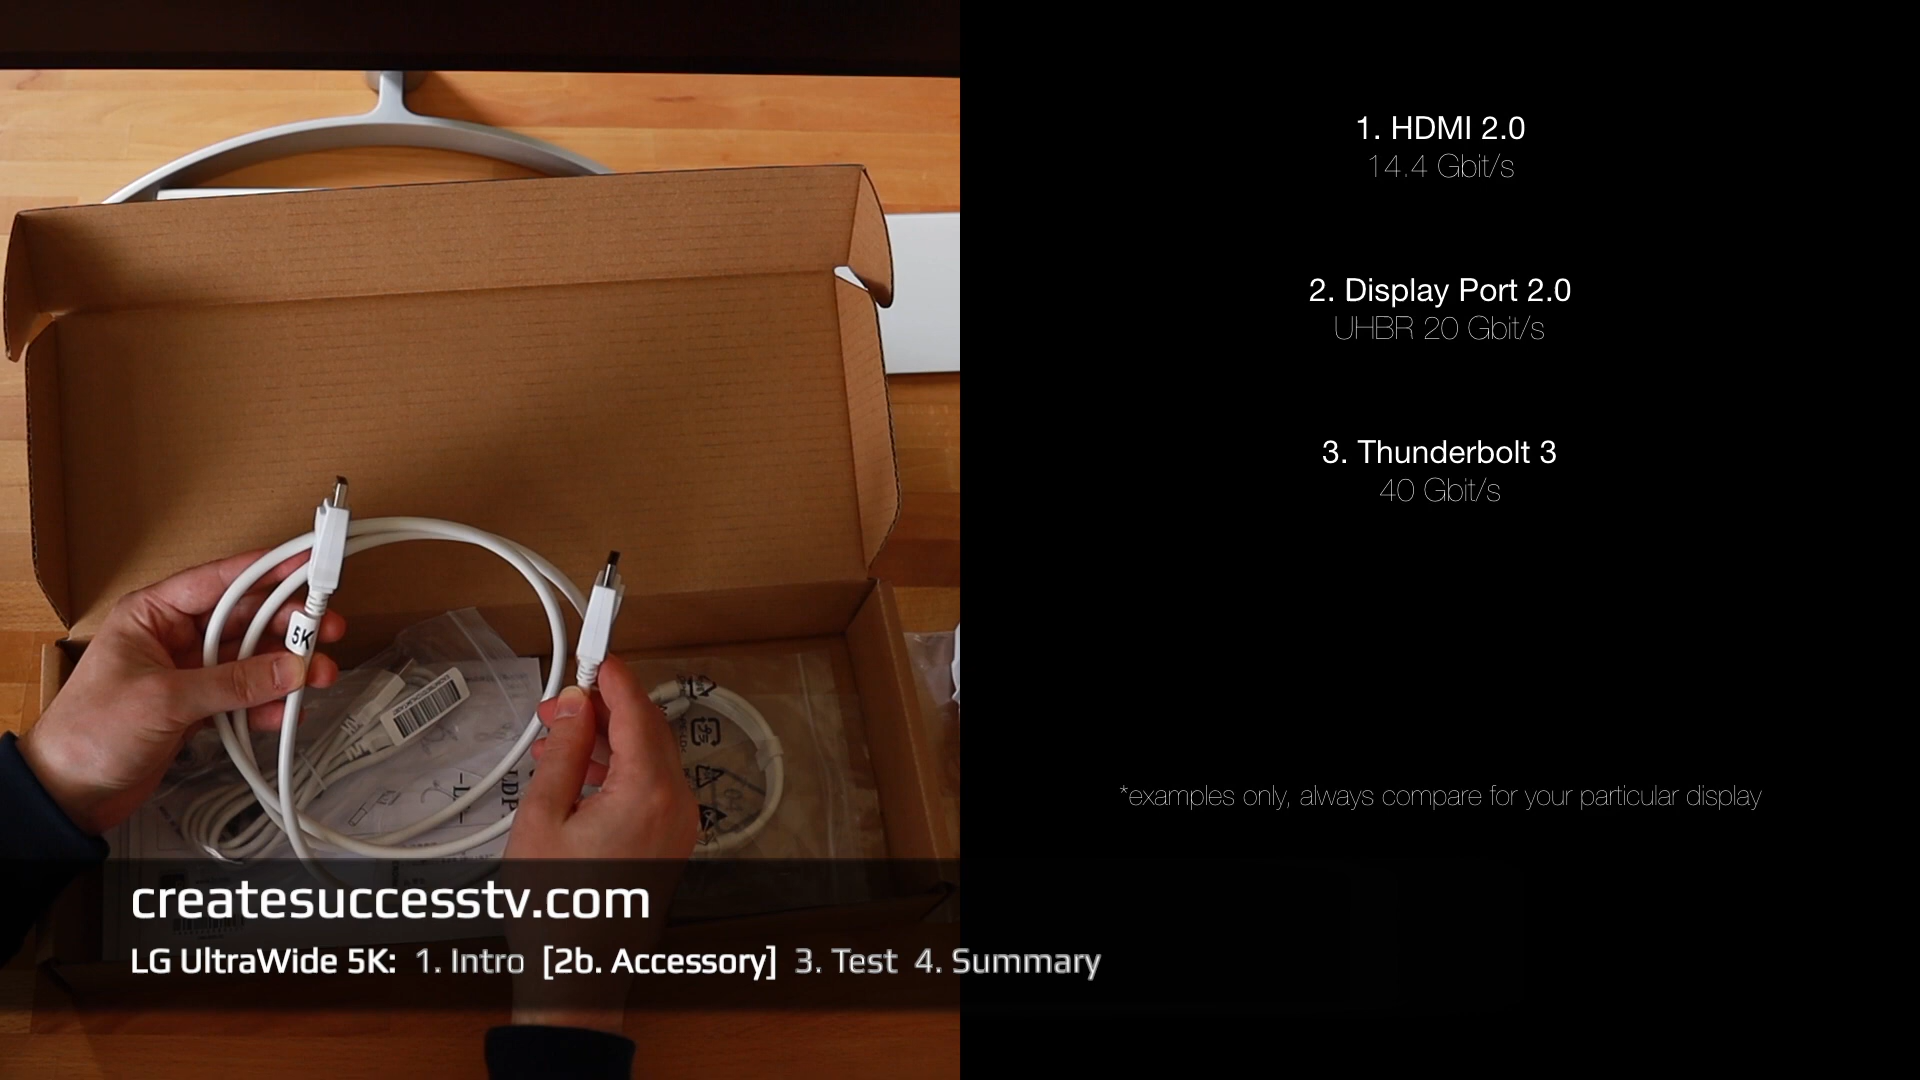 1. HDMI 2.0
14.4 Gbit/s
2. Display Port 2.0
UHBR 20 Gbit/s
3. Thunderbolt 3
40 Gbit/s
*examples only, always compare for your particular display
5K
createsuccesstv.com
LG UltraWide 5K: 1. Intro [2b. Accessory] 3. Test 4. Summary